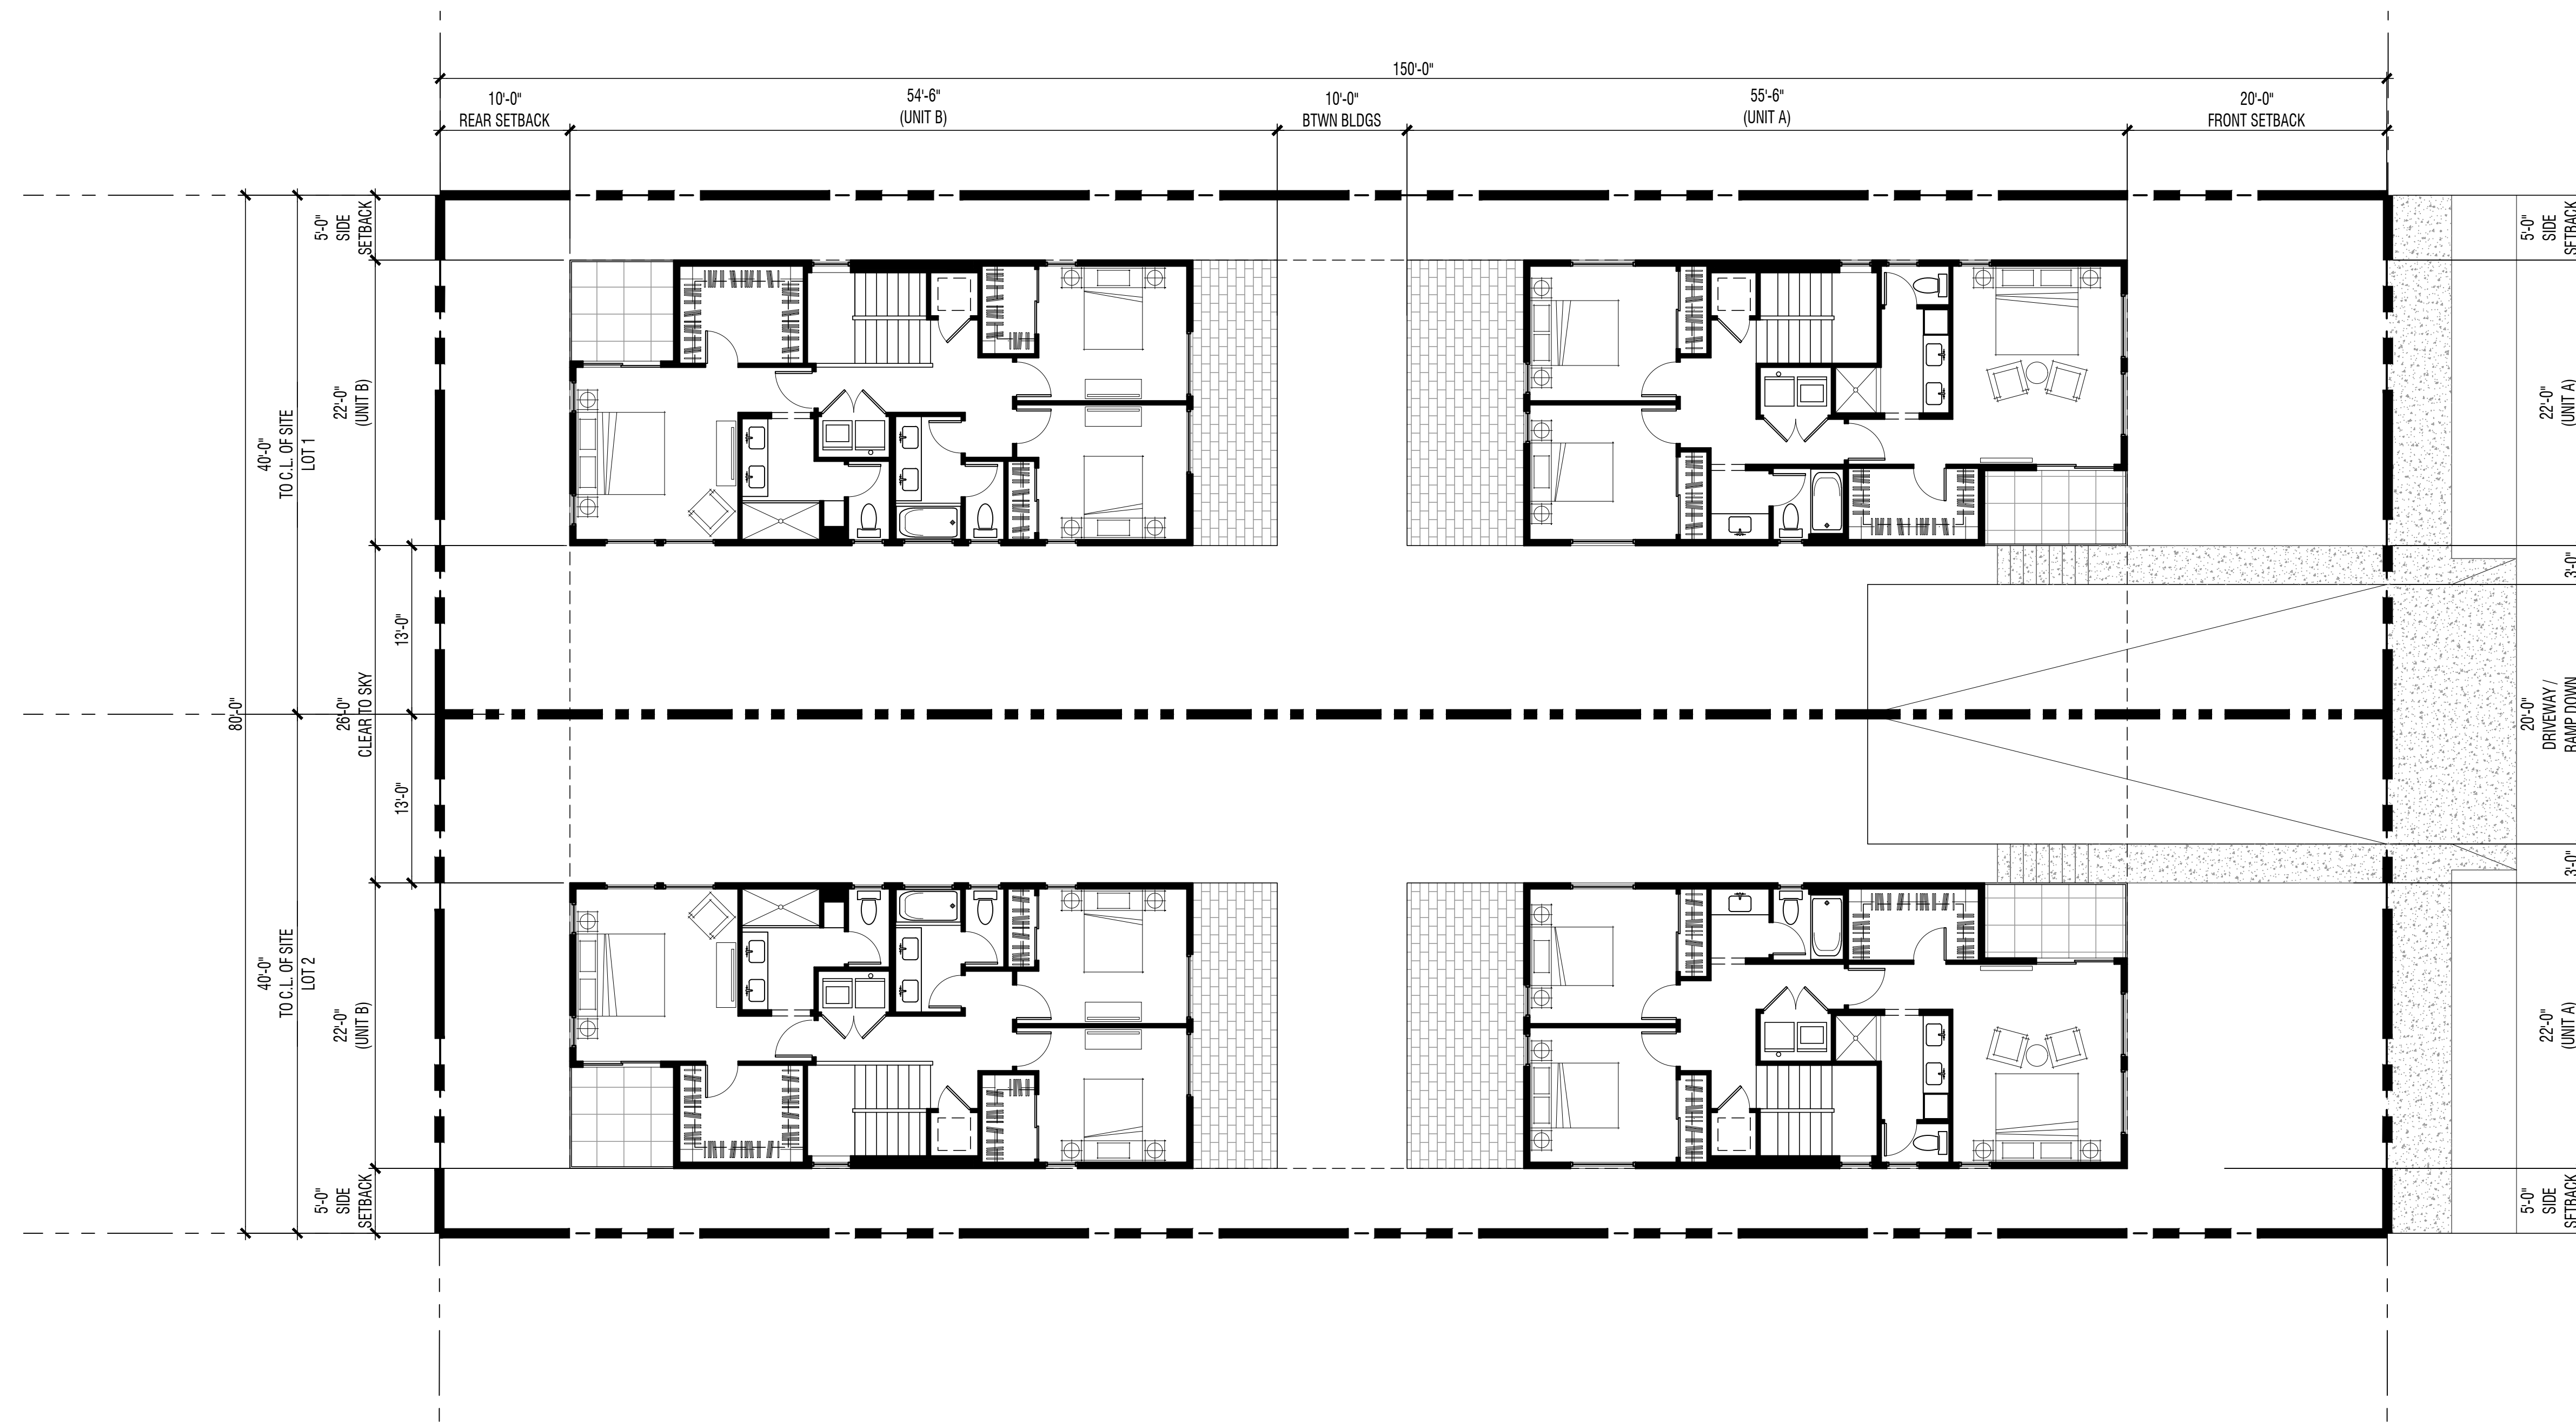 150'-0"
10'-0"
REAR SETBACK
54'-6"
(UNIT B)
10'-0"
BTWN BLDGS
55'-6"
(UNIT A)
20'-0"
FRONT SETBACK
5'-0"
SIDE
SETBACK
22'-0"
(UNIT B)
40'-0"
TO C.L. OF SITE
LOT 1
13'-0"
80'-0"
26'-0"
CLEAR TO SKY
13'-0"
40'-0"
TO C.L. OF SITE
LOT 2
22'-0"
(UNIT B)
5'-0"
SIDE
SETBACK
5'-0"
SIDE
SETBACK
22'-0"
(UNIT A)
3'-0"
20'-0"
DRIVEWAY /
RAMP DOWN
3'-0"
22'-0"
(UNIT A)
5'-0"
SIDE
SETBACK